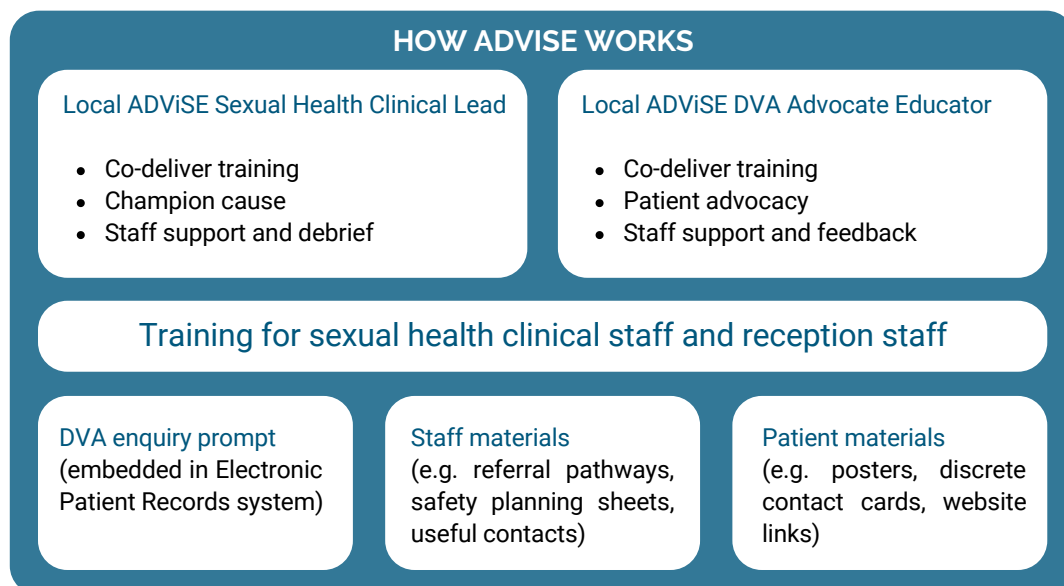 HOW ADVISE WORKS
Local ADViSE Sexual Health Clinical Lead
• Co-deliver training
• Champion cause
• Staff support and debrief
Local ADViSE DVA Advocate Educator
• Co-deliver training
• Patient advocacy
• Staff support and feedback
Training for sexual health clinical staff and reception staff
DVA enquiry prompt
(embedded in Electronic
Patient Records system)
Staff materials
(e.g. referral pathways,
safety planning sheets,
useful contacts)
Patient materials
(e.g. posters, discrete
contact cards, website
links)